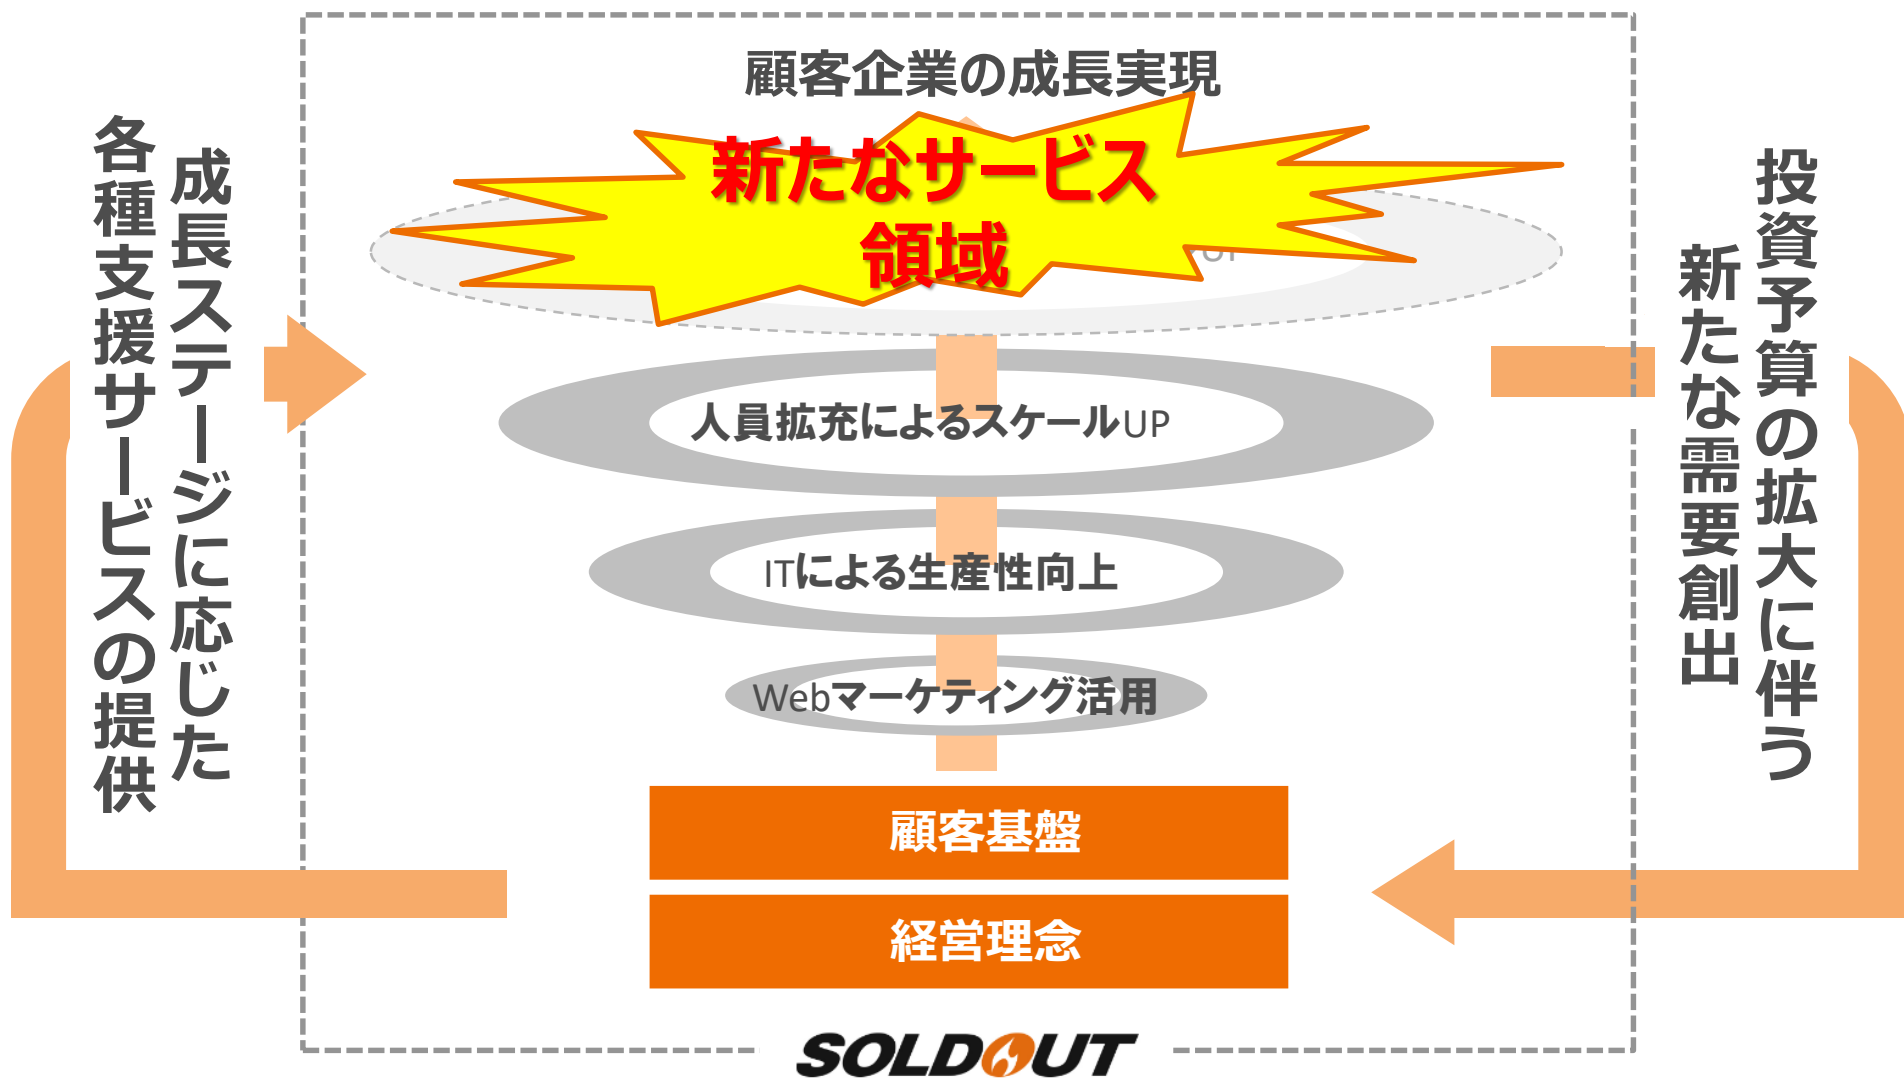 顧客企業の成長実現
新たなサービス
領域
成長ステージに応じた
各種支援サービスの提供
投資予算の拡大に伴う
新たな需要創出
人員拡充によるスケールUP
ITによる生産性向上
Webマーケティング活用
顧客基盤
経営理念
SOLDOUT